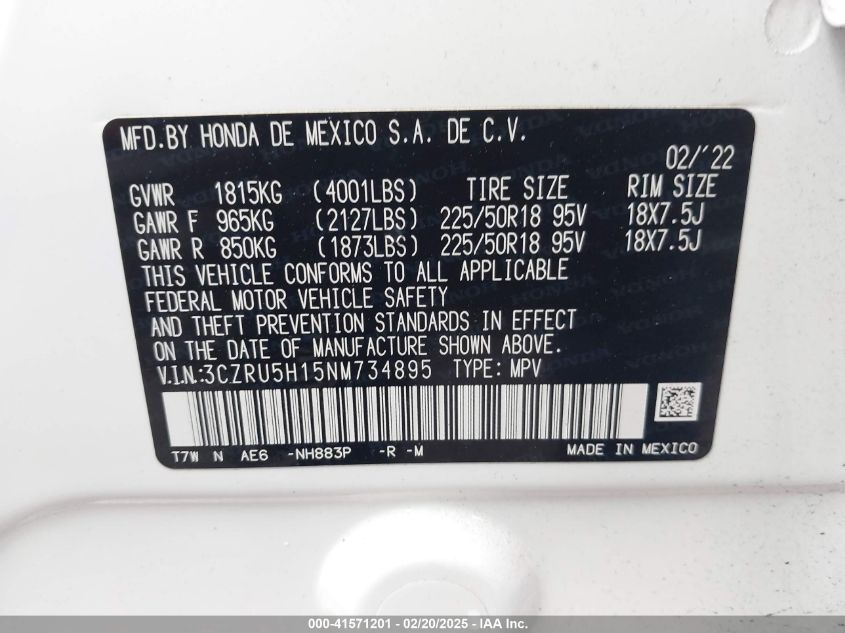 MFD.BY HONDA DE MEXICO S.A. DE C.V.
02/'22
GVWR 1815KG (4001LBS) TIRE SIZE RIM SIZE
GAWR F 965KG (2127LBS) 225/50R18 95V 18X7.5J
GAWR R 850KG (1873LBS) 225/50R18 95V 18X7.5J
THIS VEHICLE CONFORMS TO ALL APPLICABLE
FEDERAL MOTOR VEHICLE SAFETY
AND THEFT PREVENTION STANDARDS IN EFFECT
ON THE DATE OF MANUFACTURE SHOWN ABOVE.
V.I.N.:3CZRU5H15NM734895 TYPE: MPV
T7W N AE6 -NH883P -R -M MADE IN MEXICO
000-41571201 - 02/20/2025 - IAA Inc.